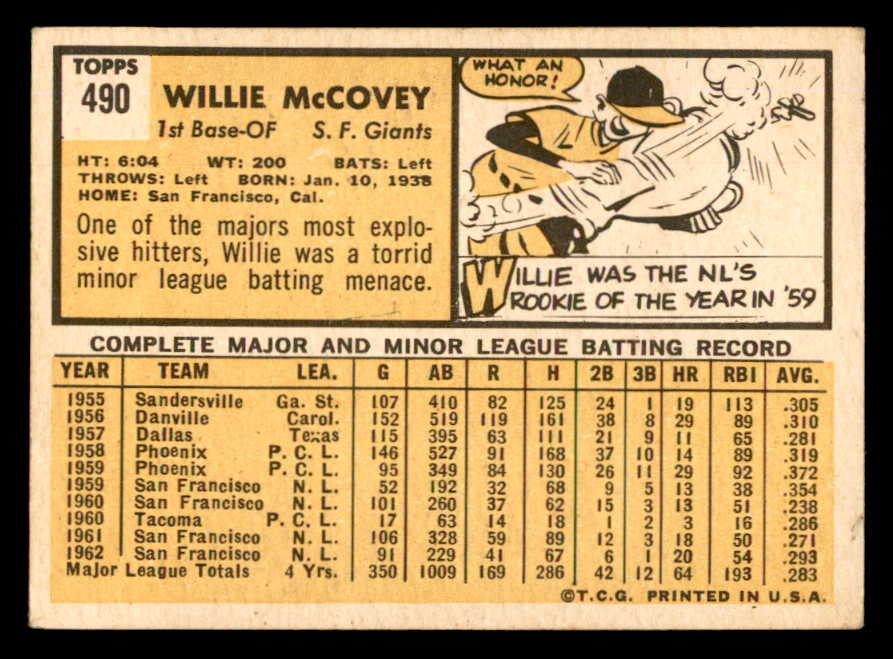 TOPPS
490
WILLIE McCOVEY
1st Base-OF S. F. Giants
HT: 6:04 WT: 200 BATS: Left
THROWS: Left BORN: Jan. 10, 1938
HOME: San Francisco, Cal.
One of the majors most explo-
sive hitters, Willie was a torrid
minor league batting menace.
WHAT AN
HONOR!
WILLIE WAS THE NL'S
ROOKIE OF THE YEAR IN '59
COMPLETE MAJOR AND MINOR LEAGUE BATTING RECORD
YEAR TEAM LEA. G AB R H 2B 3B HR RBI AVG.
1955 Sandersville Ga. St. 107 410 82 125 24 1 19 113 .305
1956 Danville Carol. 152 519 119 161 38 8 29 89 .310
1957 Dallas Texas 115 395 63 111 21 9 11 65 .281
1958 Phoenix P. C. L. 146 527 91 168 37 10 14 89 .319
1959 Phoenix P. C. L. 95 349 84 130 26 11 29 92 .372
1959 San Francisco N. L. 52 192 32 68 9 5 13 38 .354
1960 San Francisco N. L. 101 260 37 62 15 3 13 51 .238
1960 Tacoma P. C. L. 17 63 14 18 1 2 3 16 .286
1961 San Francisco N. L. 106 328 59 89 12 3 18 50 .271
1962 San Francisco N. L. 91 229 41 67 6 1 20 54 .293
Major League Totals 4 Yrs. 350 1009 169 286 42 12 64 193 .283
©T.C.G. PRINTED IN U.S.A.